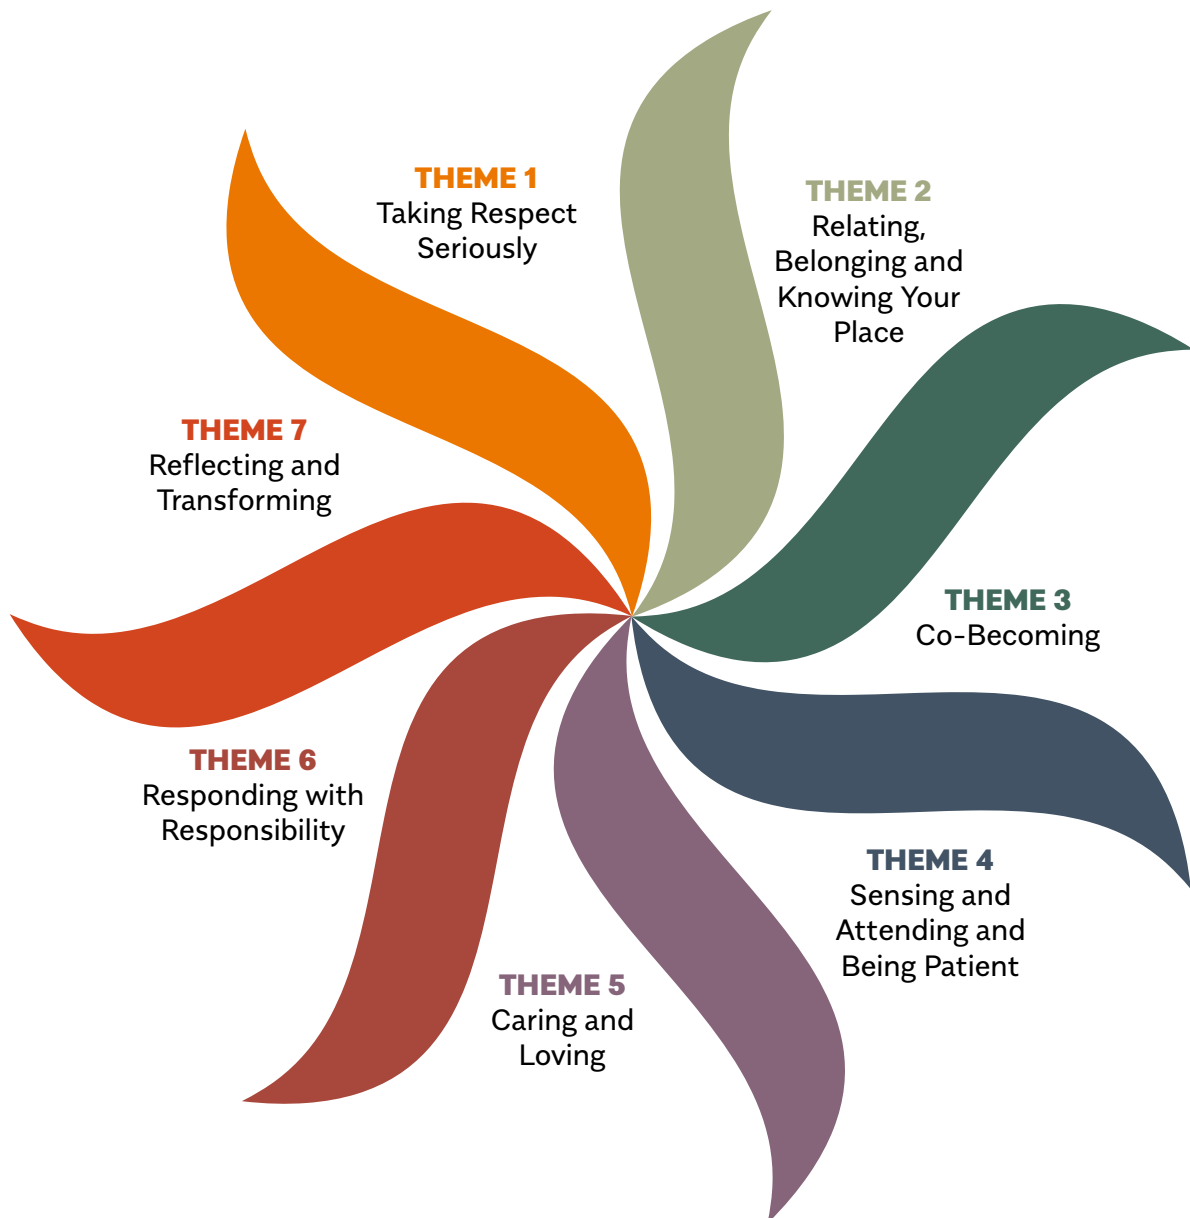 THEME 1
Taking Respect
Seriously
THEME 2
Relating,
Belonging and
Knowing Your
Place
THEME 3
Co-Becoming
THEME 4
Sensing and
Attending and
Being Patient
THEME 5
Caring and
Loving
THEME 6
Responding with
Responsibility
THEME 7
Reflecting and
Transforming